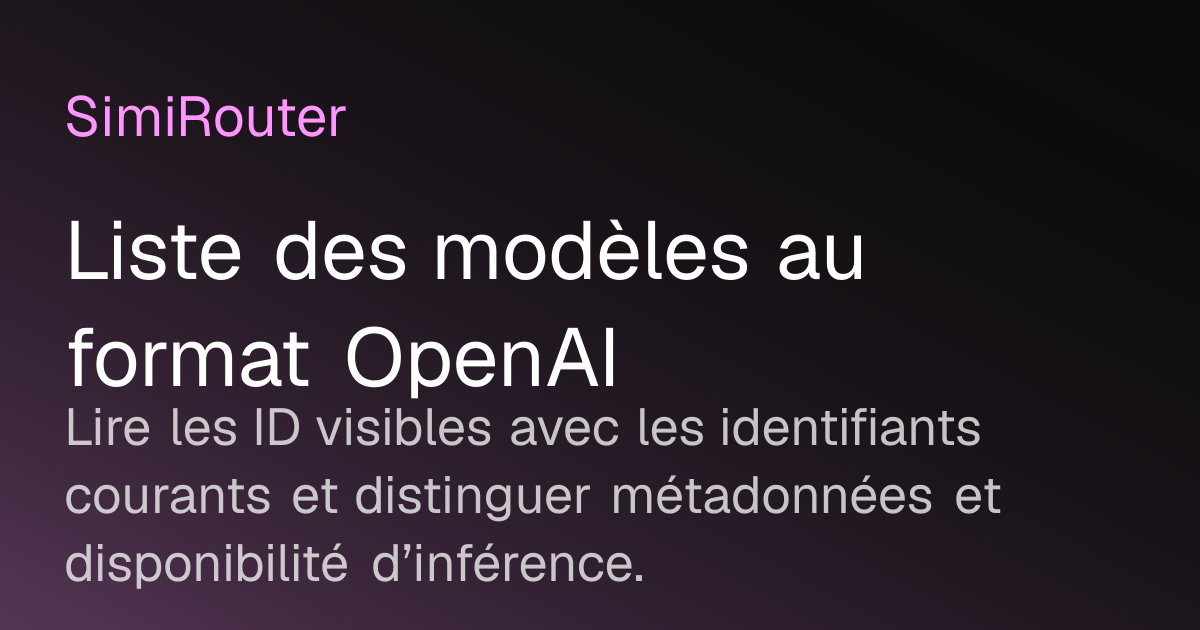 SimiRouter
Liste des modèles au
format OpenAI
Lire les ID visibles avec les identifiants
courants et distinguer métadonnées et
disponibilité d’inférence.